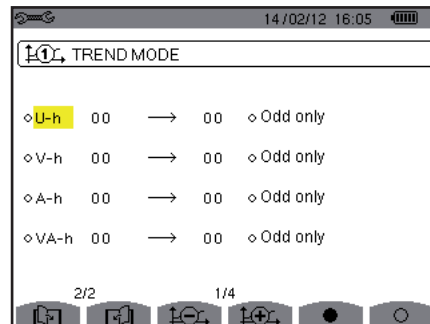 14/02/12 16:05
1 TREND MODE
U-h 00 → 00 Odd only
V-h 00 → 00 Odd only
A-h 00 → 00 Odd only
VA-h 00 → 00 Odd only
2/2 1/4